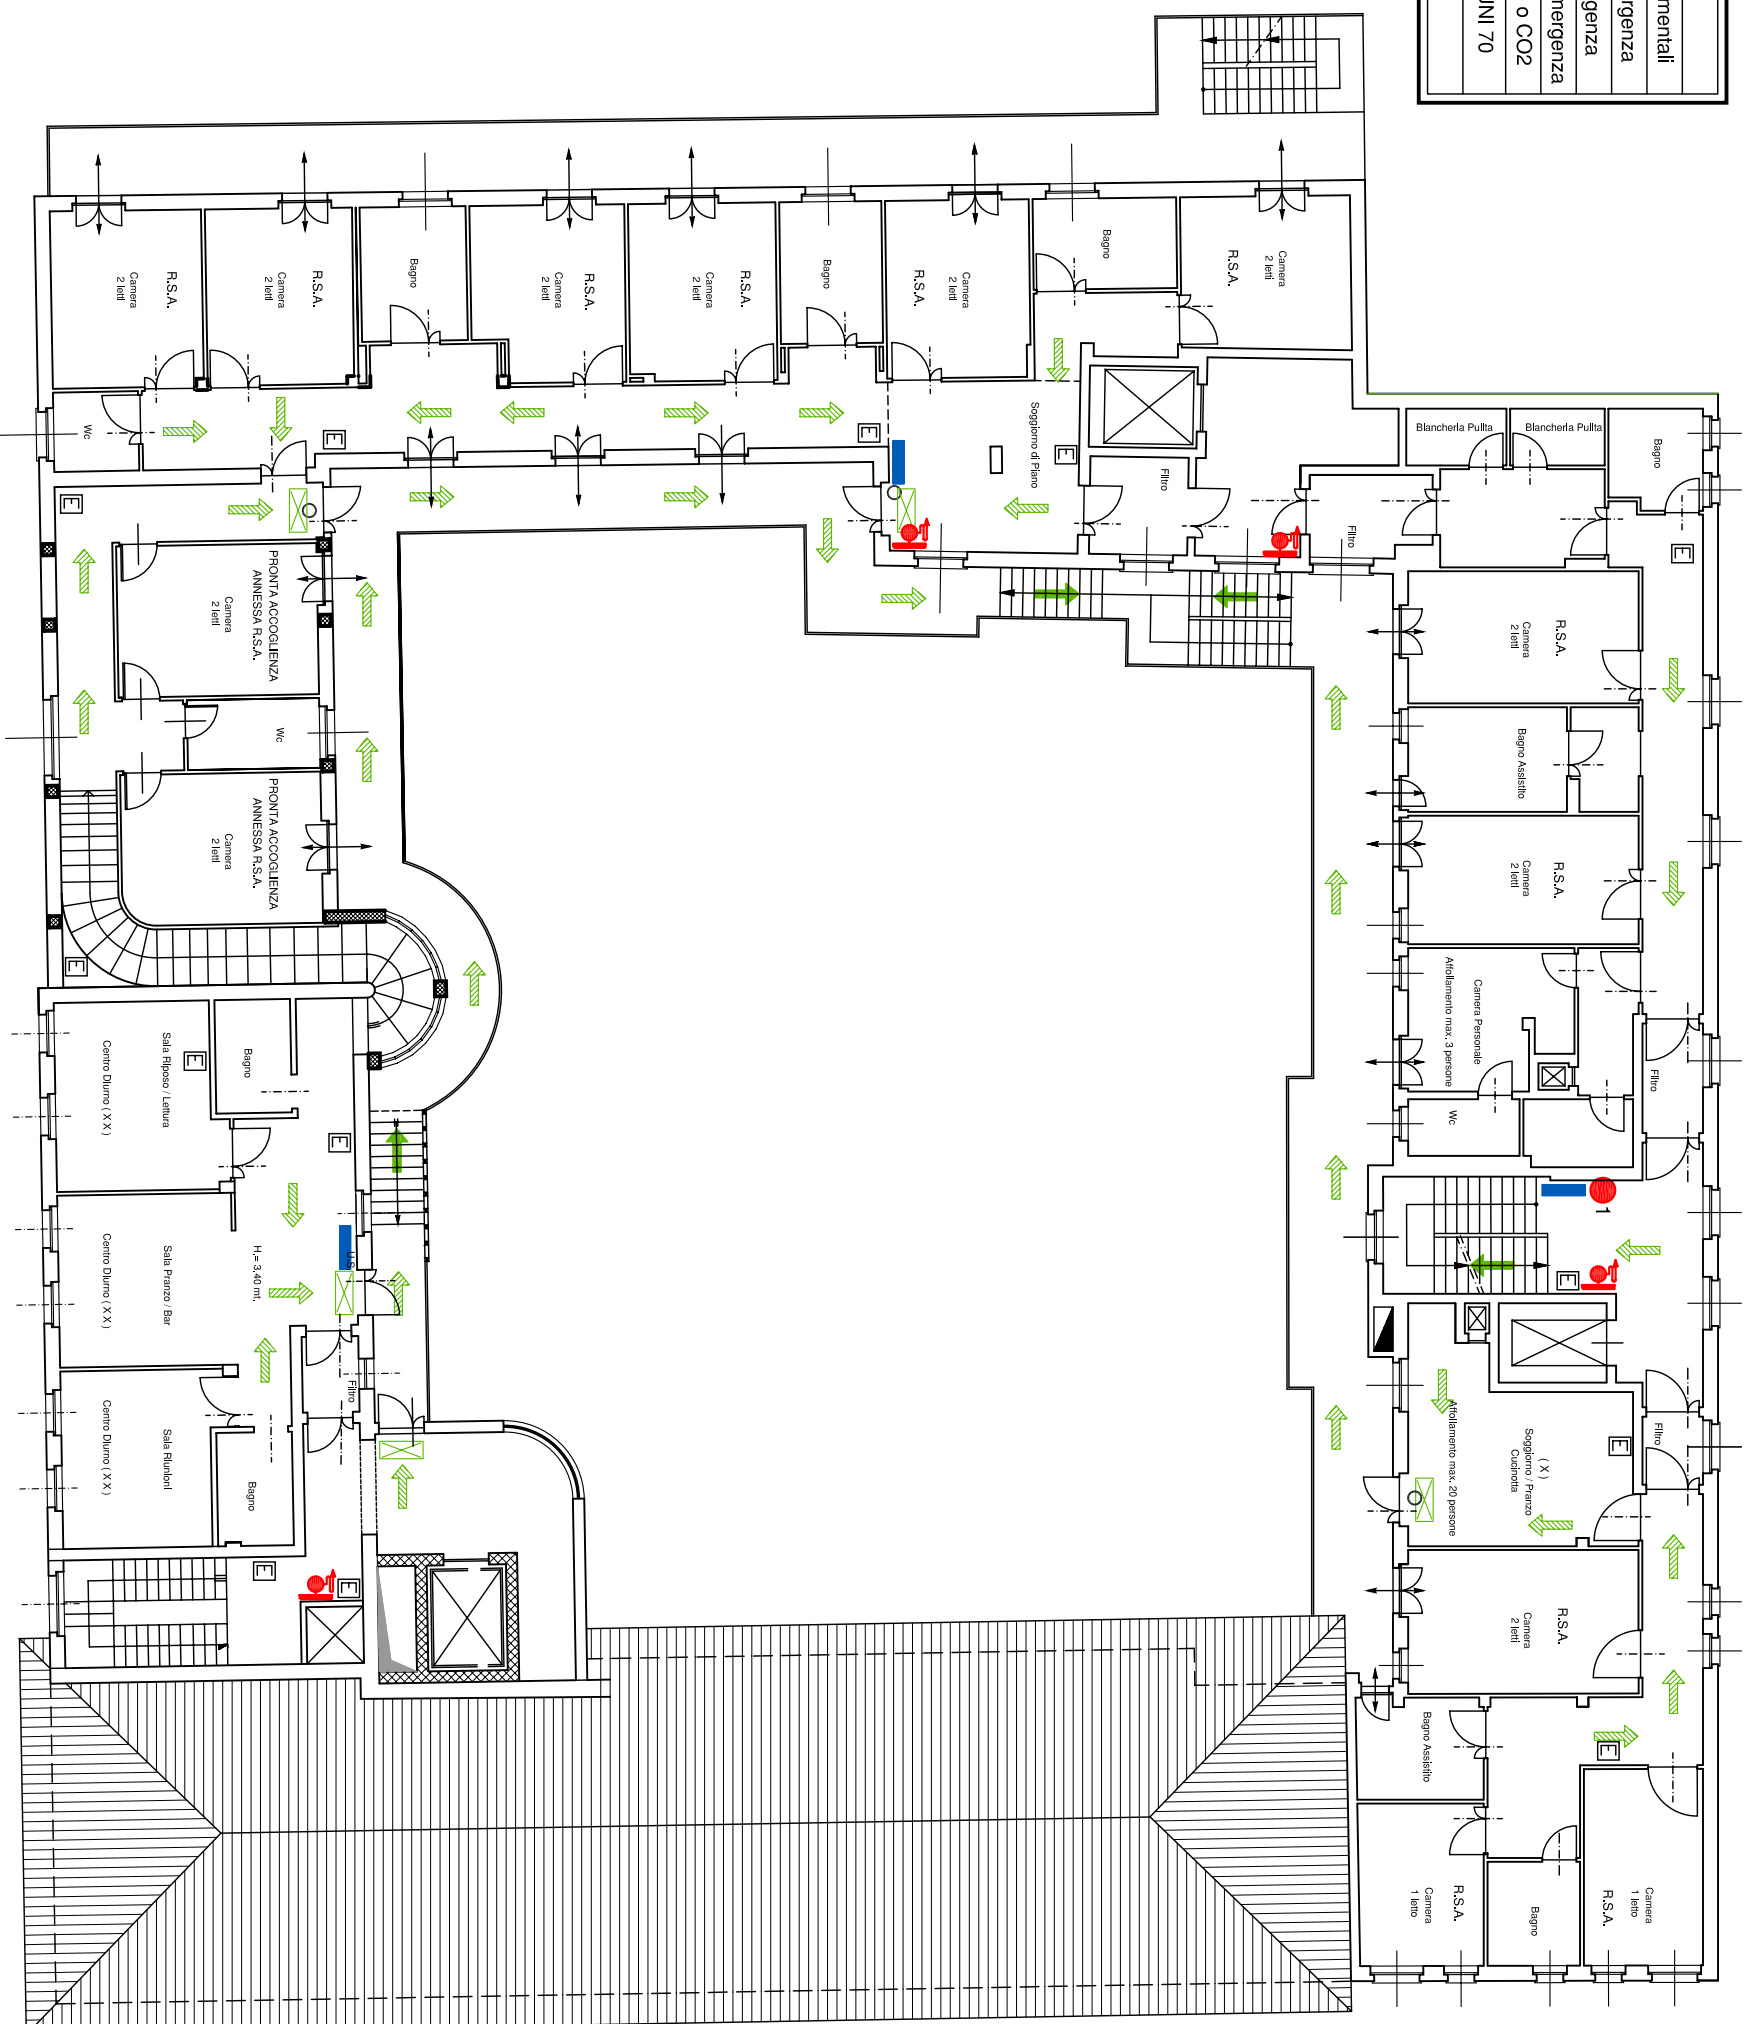 mentali
rgenza
genza
mergenza
o CO2
UNI 70
R.S.A.
Camera
2 letti
R.S.A.
Camera
2 letti
Bagno
R.S.A.
Camera
2 letti
R.S.A.
Camera
2 letti
Bagno
Camera
2 letti
R.S.A.
Bagno
Camera
2 letti
R.S.A.
Wc
E
E
E
Soggiorno di Piano
E
Filtro
Filtro
Biancheria Pulita
Biancheria Pulita
Bagno
E
PRONTA ACCOGLIENZA
ANNESSA R.S.A.
Camera
2 letti
Wc
PRONTA ACCOGLIENZA
ANNESSA R.S.A.
Camera
2 letti
E
R.S.A.
Camera
2 letti
Bagno Assistito
R.S.A.
Camera
2 letti
Camera Personale
Affollamento max. 3 persone
Filtro
Wc
1
E
Sala Riposo / Lettura
Centro Diurno ( X X )
E
Bagno
E
Sala Pranzo / Bar
Centro Diurno ( X X )
H.= 3,40 mt.
U.S.
Filtro
Sala Riunioni
Centro Diurno ( X X )
Bagno
E
E
Filtro
E
( X )
Soggiorno / Pranzo
Cucinotta
Affollamento max. 20 persone
R.S.A.
Camera
2 letti
E
Bagno Assistito
R.S.A.
Camera
1 letto
Bagno
Camera
1 letto
R.S.A.